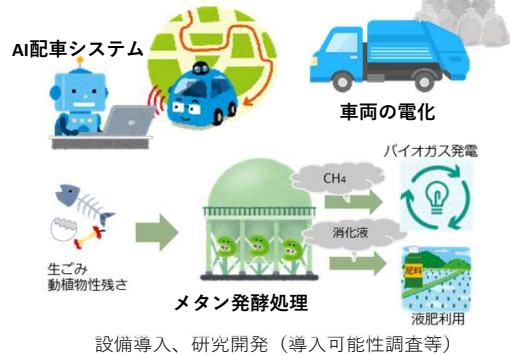 AI配車システム
車両の電化
バイオガス発電
CH₄
消化液
生ごみ
動植物性残さ
メタン発酵処理
肥料
液肥利用
設備導入、研究開発（導入可能性調査等）